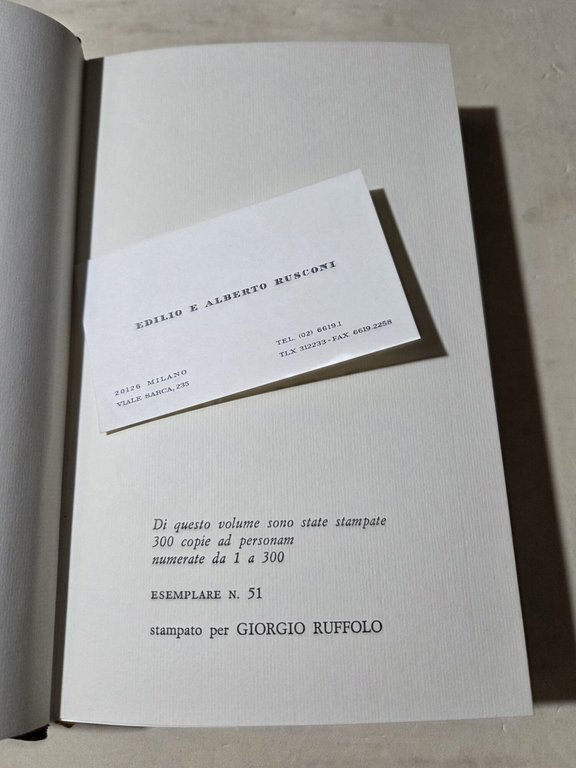 EDILIO E ALBERTO RUSCONI
20126 MILANO
VIALE SARCA, 235
TEL. (02) 6619.1
TLX 312233 - FAX 6619.2258
Di questo volume sono state stampate
300 copie ad personam
numerate da 1 a 300
ESEMPLARE N. 51
stampato per GIORGIO RUFFOLO